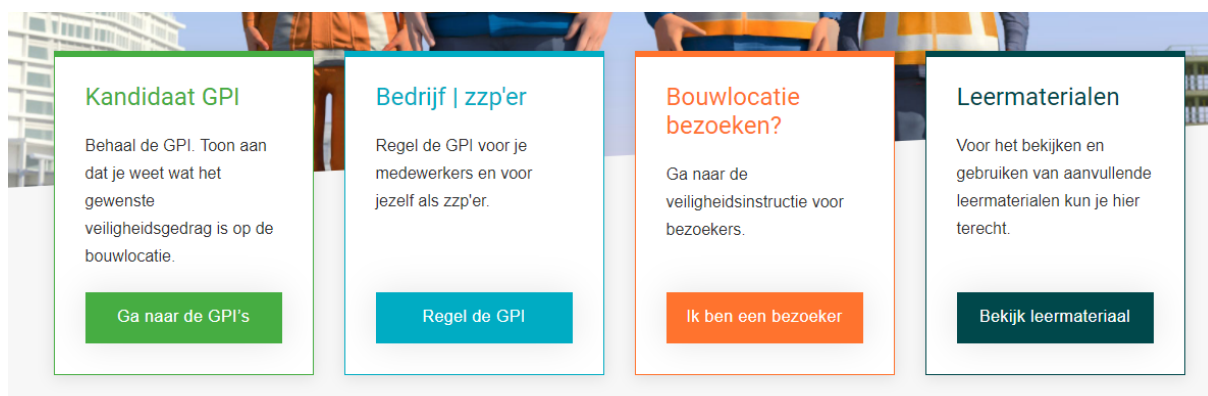 Kandidaat GPI
Behaal de GPI. Toon aan
dat je weet wat het
gewenste
veiligheidsgedrag is op de
bouwlocatie.
Ga naar de GPI's
Bedrijf | zzp'er
Regel de GPI voor je
medewerkers en voor
jezelf als zzp'er.
Regel de GPI
Bouwlocatie
bezoeken?
Ga naar de
veiligheidsinstructie voor
bezoekers.
Ik ben een bezoeker
Leermaterialen
Voor het bekijken en
gebruiken van aanvullende
leermaterialen kun je hier
terecht.
Bekijk leermateriaal